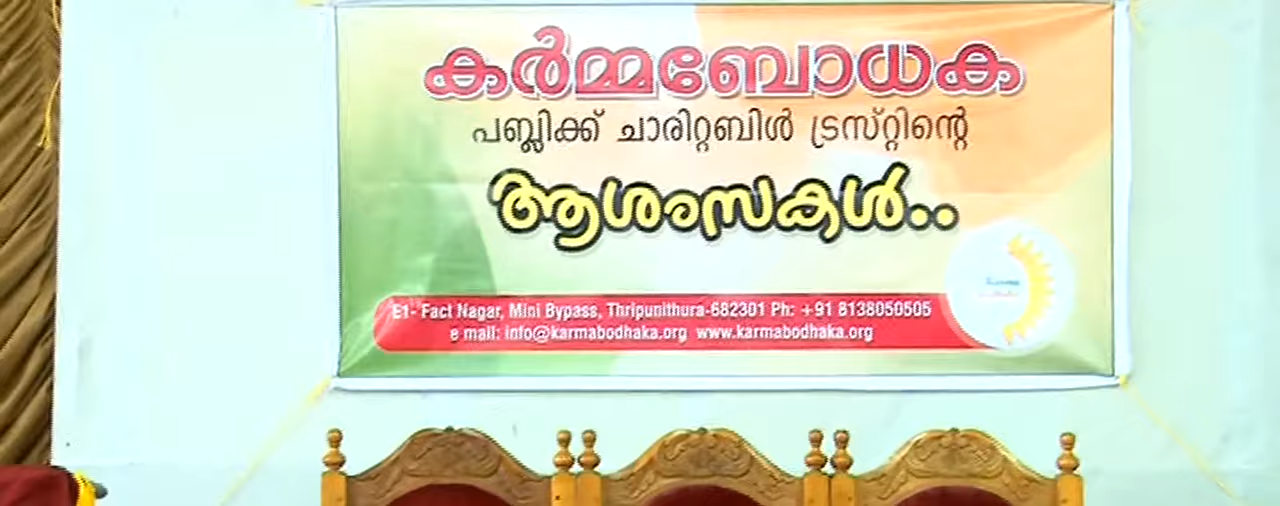 കർമ്മബോധക
പബ്ലിക്ക് ചാരിറ്റബിൾ ട്രസ്റ്റിന്റെ
ആശംസകൾ..
E1- Fact Nagar, Mini Bypass, Thripunithura-682301 Ph: +91 8138050505
e mail: info@karmabodhaka.org www.karmabodhaka.org